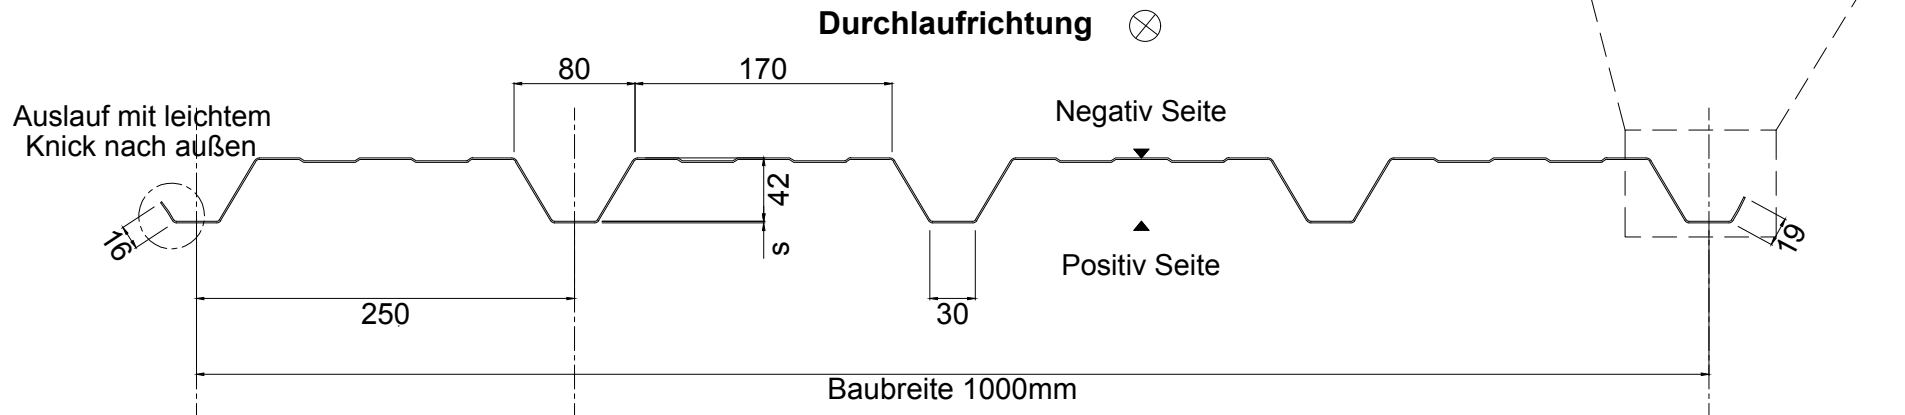 Durchlaufrichtung
80
170
Auslauf mit leichtem
Knick nach außen
Negativ Seite
42
16
s
19
Positiv Seite
250
30
Baubreite 1000mm